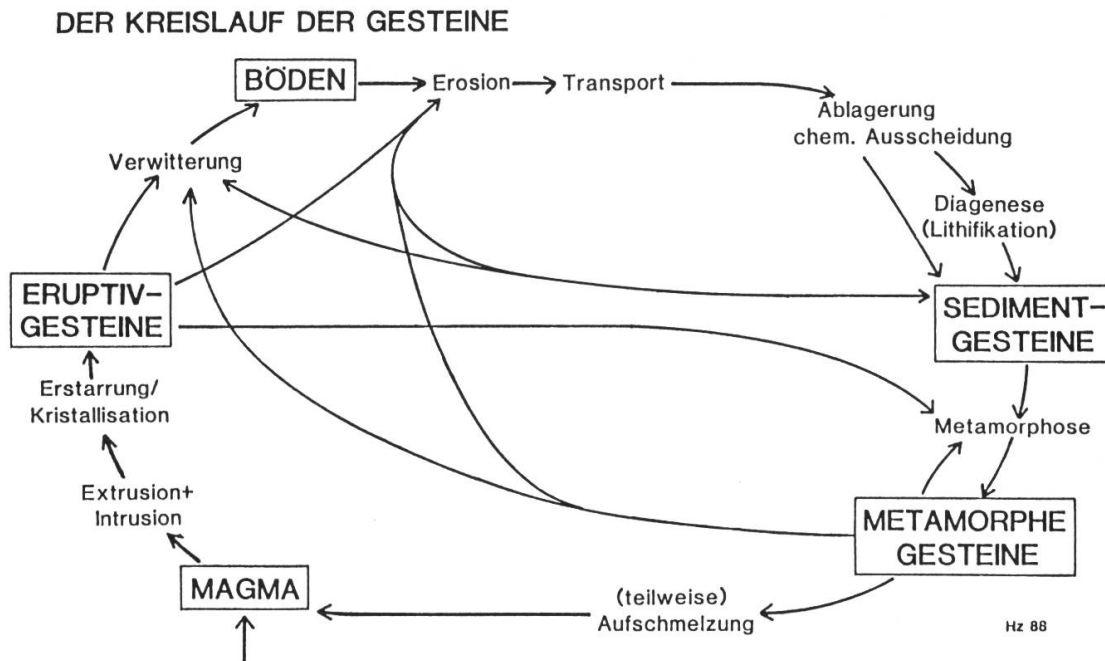 DER KREISLAUF DER GESTEINE
BÖDEN
Erosion
Transport
Ablagerung
chem. Ausscheidung
Verwitterung
Diagenese
(Lithifikation)
ERUPTIV-
GESTEINE
SEDIMENT-
GESTEINE
Erstarrung/
Kristallisation
Metamorphose
Extrusion+
Intrusion
METAMORPHE
GESTEINE
MAGMA
(teilweise)
Aufschmelzung
Hz 88